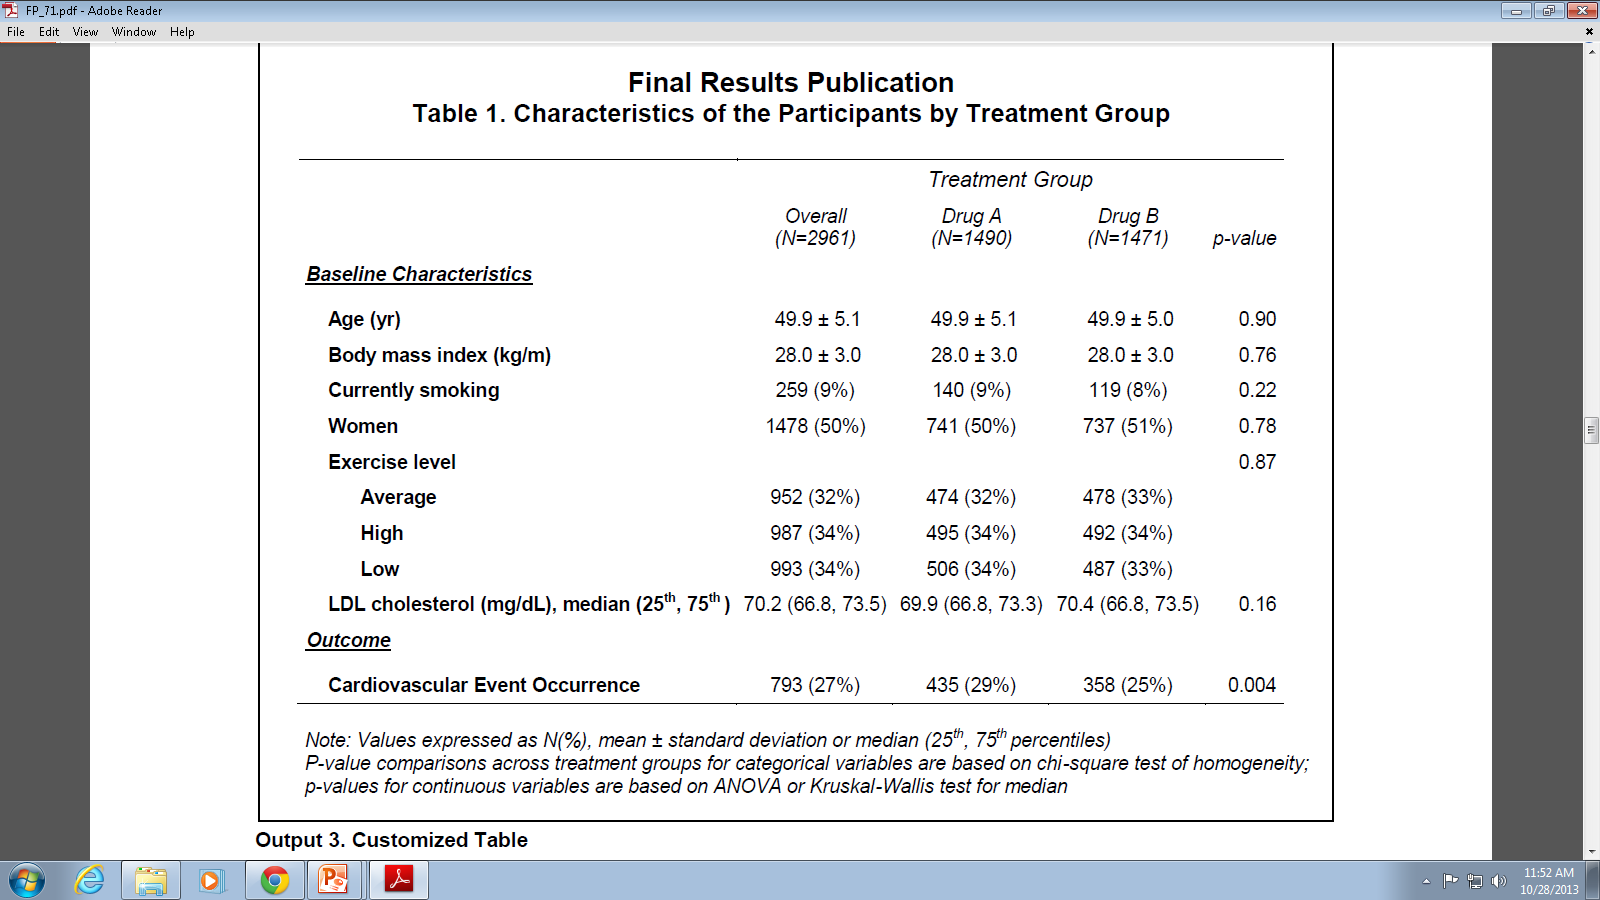 FP_71.pdf - Adobe Reader
File Edit View Window Help
Final Results Publication
Table 1. Characteristics of the Participants by Treatment Group
Treatment Group
Overall Drug A Drug B
(N=2961) (N=1490) (N=1471) p-value
Baseline Characteristics
Age (yr) 49.9 ± 5.1 49.9 ± 5.1 49.9 ± 5.0 0.90
Body mass index (kg/m) 28.0 ± 3.0 28.0 ± 3.0 28.0 ± 3.0 0.76
Currently smoking 259 (9%) 140 (9%) 119 (8%) 0.22
Women 1478 (50%) 741 (50%) 737 (51%) 0.78
Exercise level 0.87
Average 952 (32%) 474 (32%) 478 (33%)
High 987 (34%) 495 (34%) 492 (34%)
Low 993 (34%) 506 (34%) 487 (33%)
LDL cholesterol (mg/dL), median (25th, 75th ) 70.2 (66.8, 73.5) 69.9 (66.8, 73.3) 70.4 (66.8, 73.5) 0.16
Outcome
Cardiovascular Event Occurrence 793 (27%) 435 (29%) 358 (25%) 0.004
Note: Values expressed as N(%), mean ± standard deviation or median (25th, 75th percentiles)
P-value comparisons across treatment groups for categorical variables are based on chi-square test of homogeneity;
p-values for continuous variables are based on ANOVA or Kruskal-Wallis test for median
Output 3. Customized Table
11:52 AM
10/28/2013